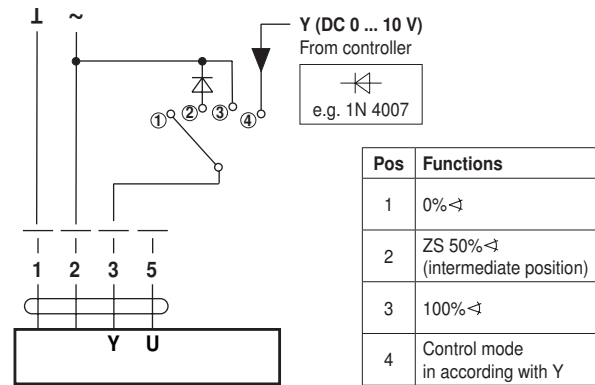 ⊥ ~
Y (DC 0 ... 10 V)
From controller
e.g. 1N 4007
① ② ③ ④
1 2 3 5
Y U
Pos Functions
1 0%∢
2 ZS 50%∢
(intermediate position)
3 100%∢
4 Control mode
in according with Y